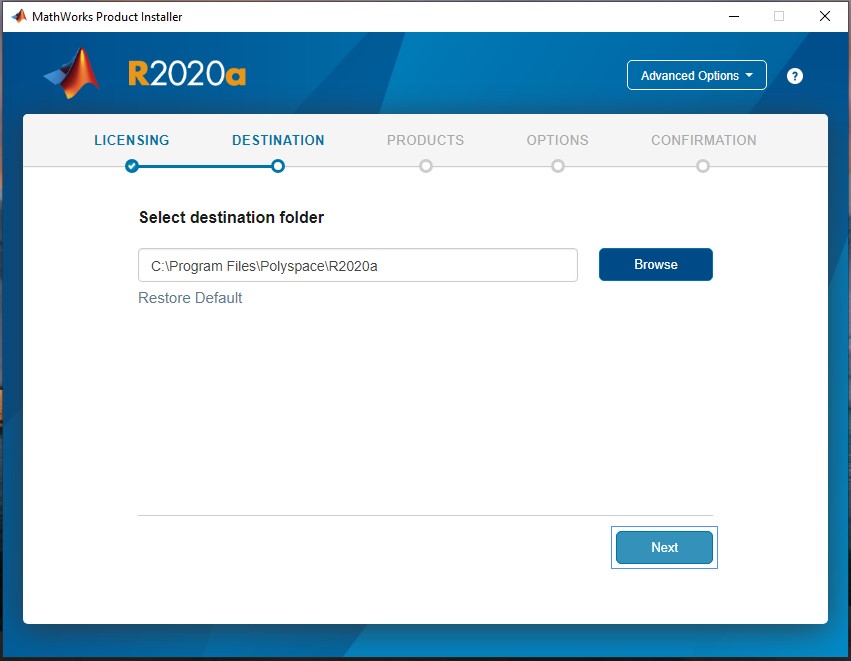 MathWorks Product Installer
R2020a
Advanced Options
?
LICENSING DESTINATION PRODUCTS OPTIONS CONFIRMATION
Select destination folder
C:\Program Files\Polyspace\R2020a
Browse
Restore Default
Next